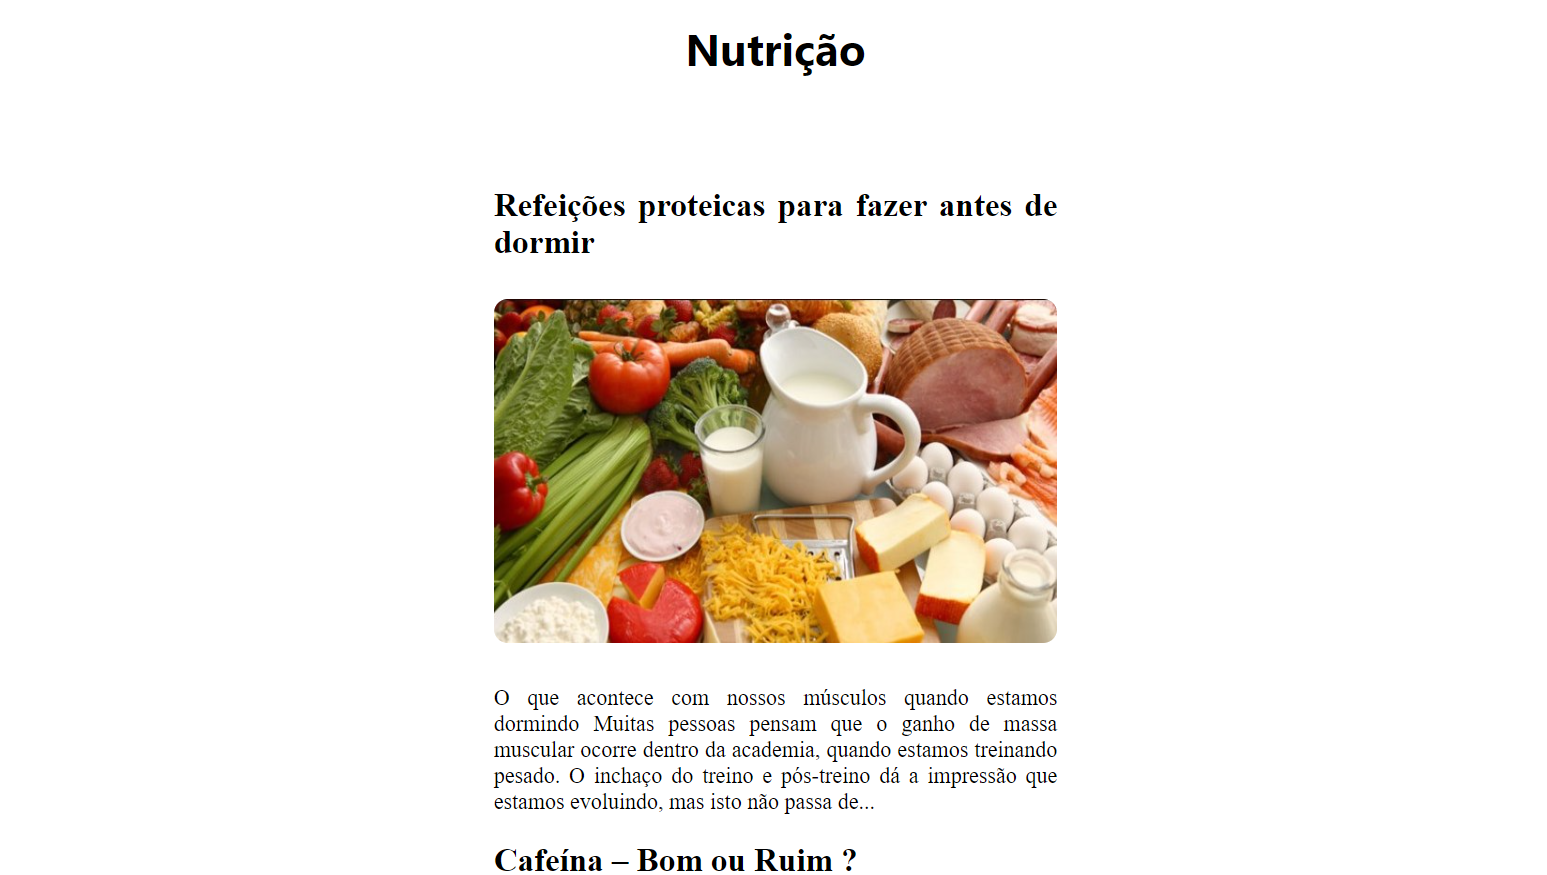 Nutrição
Refeições proteicas para fazer antes de
dormir
O que acontece com nossos músculos quando estamos
dormindo Muitas pessoas pensam que o ganho de massa
muscular ocorre dentro da academia, quando estamos treinando
pesado. O inchaço do treino e pós-treino dá a impressão que
estamos evoluindo, mas isto não passa de...
Cafeína – Bom ou Ruim ?